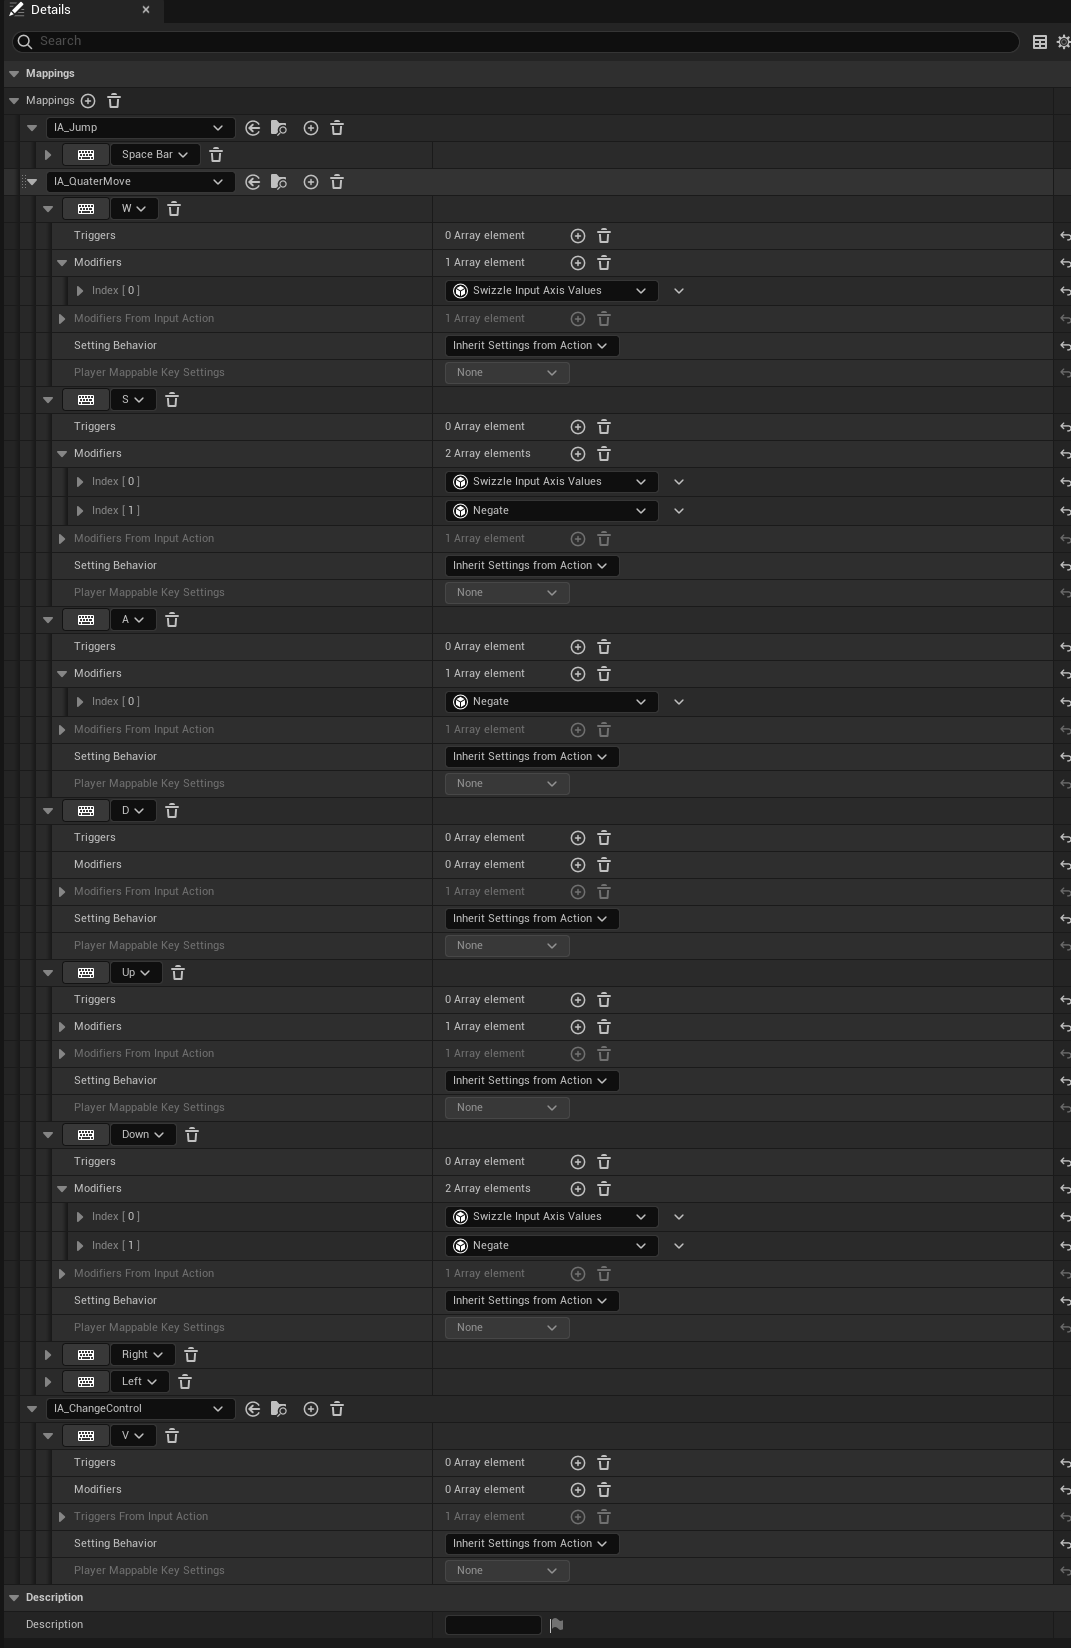 Details
Search
Mappings
Mappings
IA_Jump
Space Bar
IA_QuaterMove
W
Triggers 0 Array element
Modifiers 1 Array element
Index [ 0 ] Swizzle Input Axis Values
Modifiers From Input Action 1 Array element
Setting Behavior Inherit Settings from Action
Player Mappable Key Settings None
S
Triggers 0 Array element
Modifiers 2 Array elements
Index [ 0 ] Swizzle Input Axis Values
Index [ 1 ] Negate
Modifiers From Input Action 1 Array element
Setting Behavior Inherit Settings from Action
Player Mappable Key Settings None
A
Triggers 0 Array element
Modifiers 1 Array element
Index [ 0 ] Negate
Modifiers From Input Action 1 Array element
Setting Behavior Inherit Settings from Action
Player Mappable Key Settings None
D
Triggers 0 Array element
Modifiers 0 Array element
Modifiers From Input Action 1 Array element
Setting Behavior Inherit Settings from Action
Player Mappable Key Settings None
Up
Triggers 0 Array element
Modifiers 1 Array element
Modifiers From Input Action 1 Array element
Setting Behavior Inherit Settings from Action
Player Mappable Key Settings None
Down
Triggers 0 Array element
Modifiers 2 Array elements
Index [ 0 ] Swizzle Input Axis Values
Index [ 1 ] Negate
Modifiers From Input Action 1 Array element
Setting Behavior Inherit Settings from Action
Player Mappable Key Settings None
Right
Left
IA_ChangeControl
V
Triggers 0 Array element
Modifiers 0 Array element
Triggers From Input Action 1 Array element
Setting Behavior Inherit Settings from Action
Player Mappable Key Settings None
Description
Description